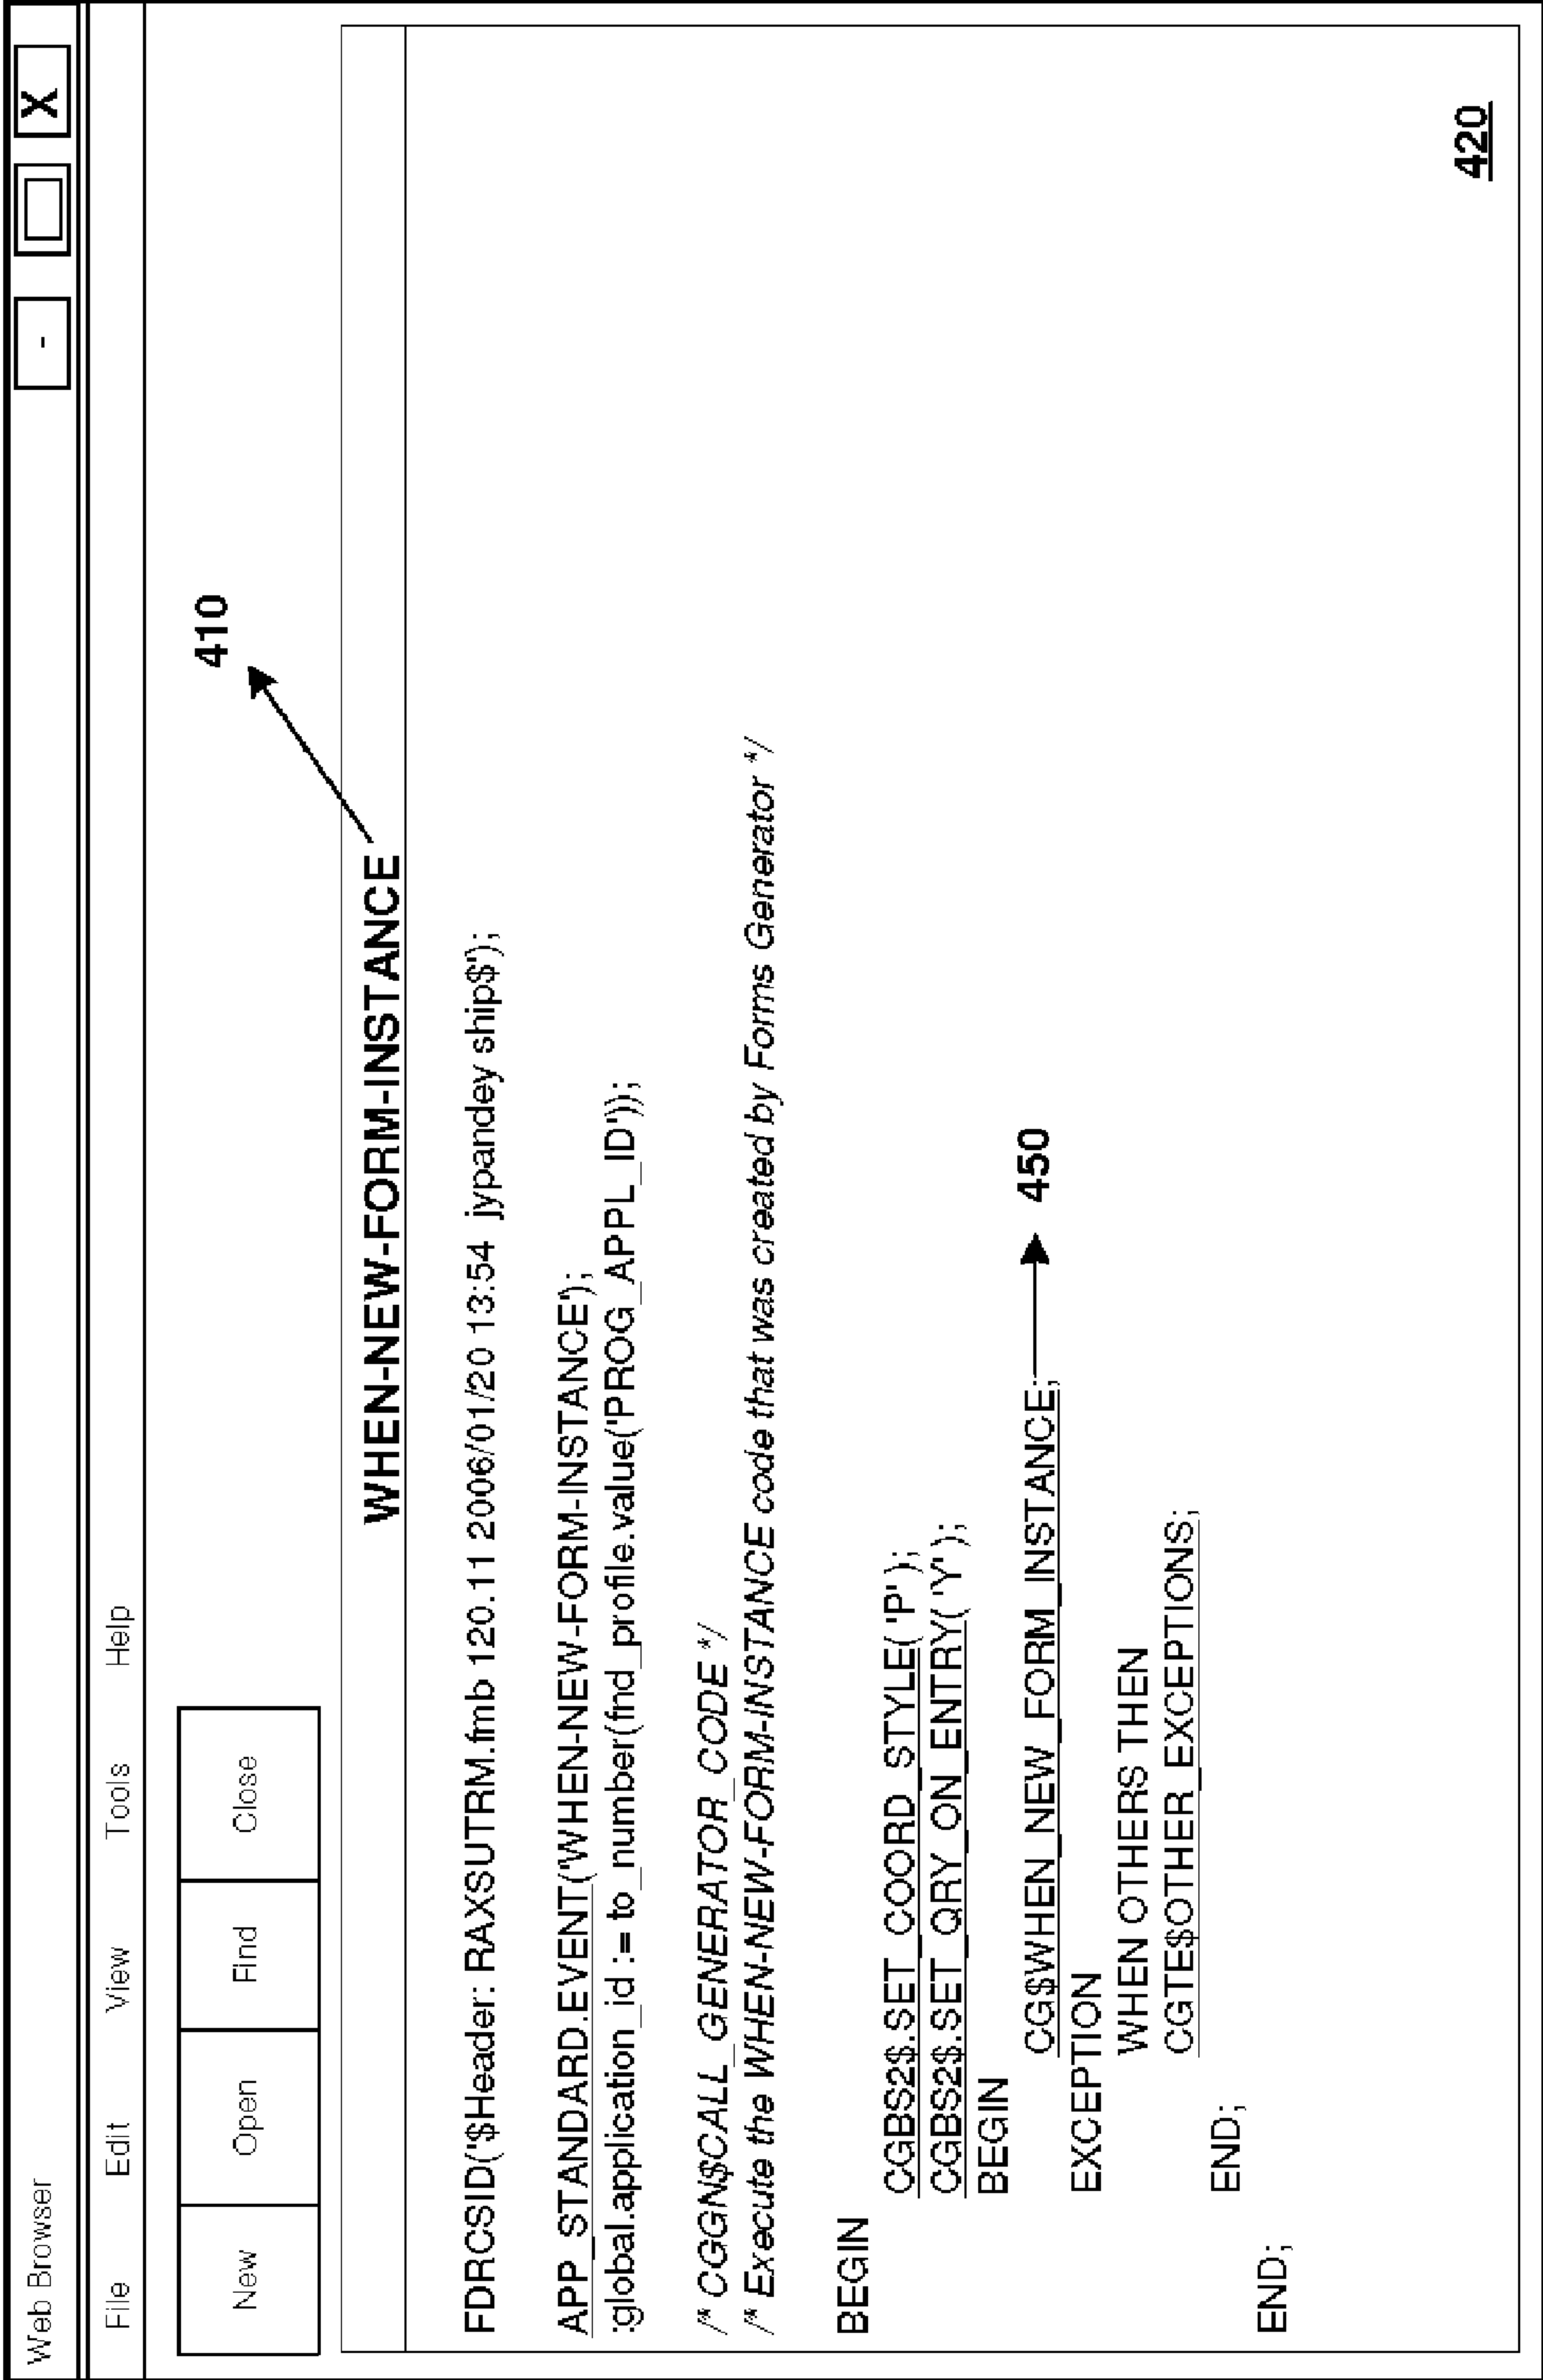 Web Browser - X
File Edit View Tools Help
New Open Find Close
410
WHEN-NEW-FORM-INSTANCE
FDRCSID('$Header: RAXSUTRM.fmb 120.11 2006/01/20 13:54 jypandey ship$');
APP_STANDARD.EVENT('WHEN-NEW-FORM-INSTANCE');
:global.application_id := to_number(fnd_profile.value('PROG_APPL_ID'));
/* CGGN$CALL_GENERATOR_CODE */
/* Execute the WHEN-NEW-FORM-INSTANCE code that was created by Forms Generator */
BEGIN
CGBS2$.SET_COORD_STYLE( 'P' );
CGBS2$.SET_QRY_ON_ENTRY( 'Y' );
BEGIN
CG$WHEN_NEW_FORM_INSTANCE; 450
EXCEPTION
WHEN OTHERS THEN
CGTE$OTHER_EXCEPTIONS;
END;
END;
420